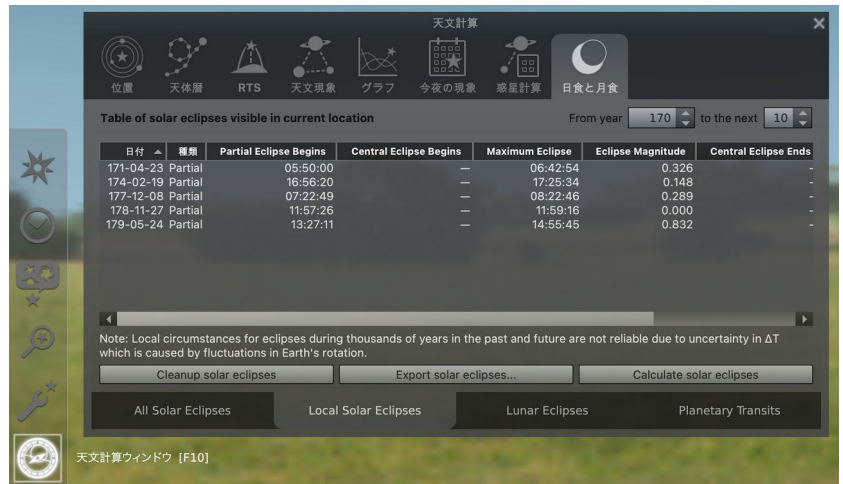 天文計算
位置 天体暦 RTS 天文現象 グラフ 今夜の現象 惑星計算 日食と月食
Table of solar eclipses visible in current location From year 170 to the next 10
日付 種類 Partial Eclipse Begins Central Eclipse Begins Maximum Eclipse Eclipse Magnitude Central Eclipse Ends
171-04-23 Partial 05:50:00 — 06:42:54 0.326 -
174-02-19 Partial 16:56:20 — 17:25:34 0.148 -
177-12-08 Partial 07:22:49 — 08:22:46 0.289 -
178-11-27 Partial 11:57:26 — 11:59:16 0.000 -
179-05-24 Partial 13:27:11 — 14:55:45 0.832 -
Note: Local circumstances for eclipses during thousands of years in the past and future are not reliable due to uncertainty in ΔT
which is caused by fluctuations in Earth's rotation.
Cleanup solar eclipses Export solar eclipses... Calculate solar eclipses
All Solar Eclipses Local Solar Eclipses Lunar Eclipses Planetary Transits
天文計算ウィンドウ [F10]